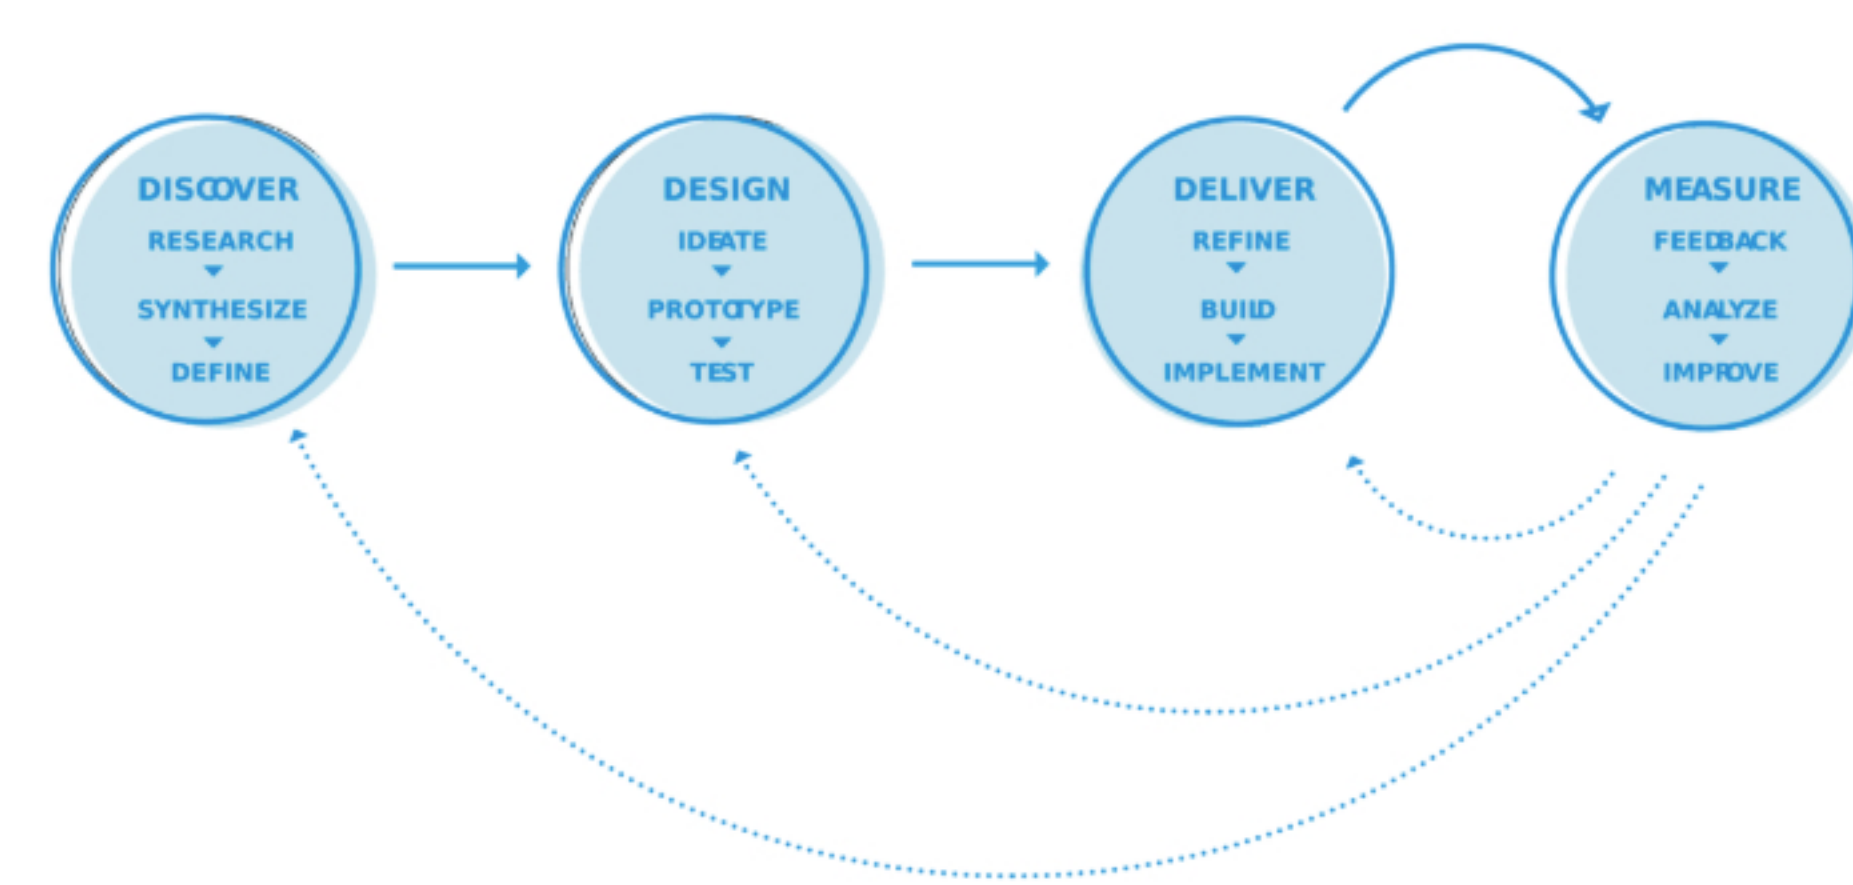 DISCOVER
RESEARCH
SYNTHESIZE
DEFINE
DESIGN
IDEATE
PROTOTYPE
TEST
DELIVER
REFINE
BUILD
IMPLEMENT
MEASURE
FEEDBACK
ANALYZE
IMPROVE